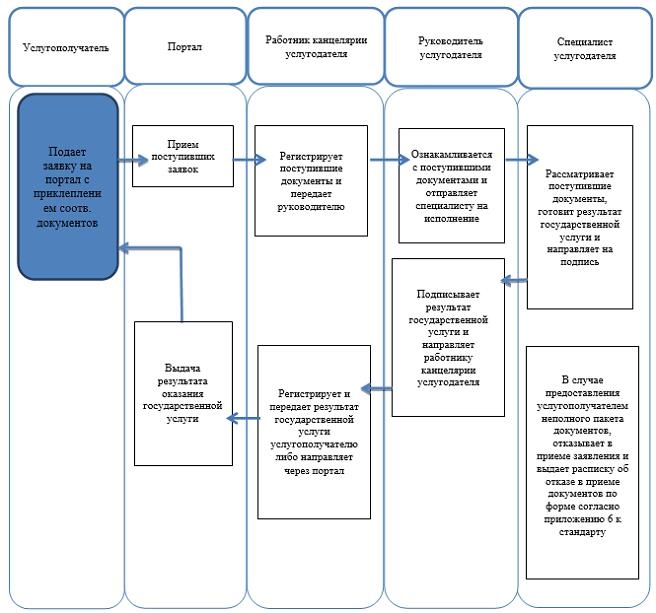 Услугополучатель
Портал
Работник канцелярии
услугодателя
Руководитель
услугодателя
Специалист
услугодателя
Подает
заявку на
портал с
приклеплени
ем соотв.
документов
Прием
поступивших
заявок
Регистрирует
поступившие
документы и
передает
руководителю
Ознакамливается
с поступившими
документами и
отправляет
специалисту на
исполнение
Рассматривает
поступившие
документы,
готовит результат
государственной
услуги и
направляет на
подпись
Подписывает
результат
государственной
услуги и
направляет
работнику
канцелярии
услугодателя
Регистрирует и
передает результат
государственной
услуги
услугополучателю
либо направляет
через портал
Выдача
результата
оказания
государственной
услуги
В случае
предоставления
услугополучателем
неполного пакета
документов,
отказывает в
приеме заявления и
выдает расписку об
отказе в приеме
документов по
форме согласно
приложению 6 к
стандарту